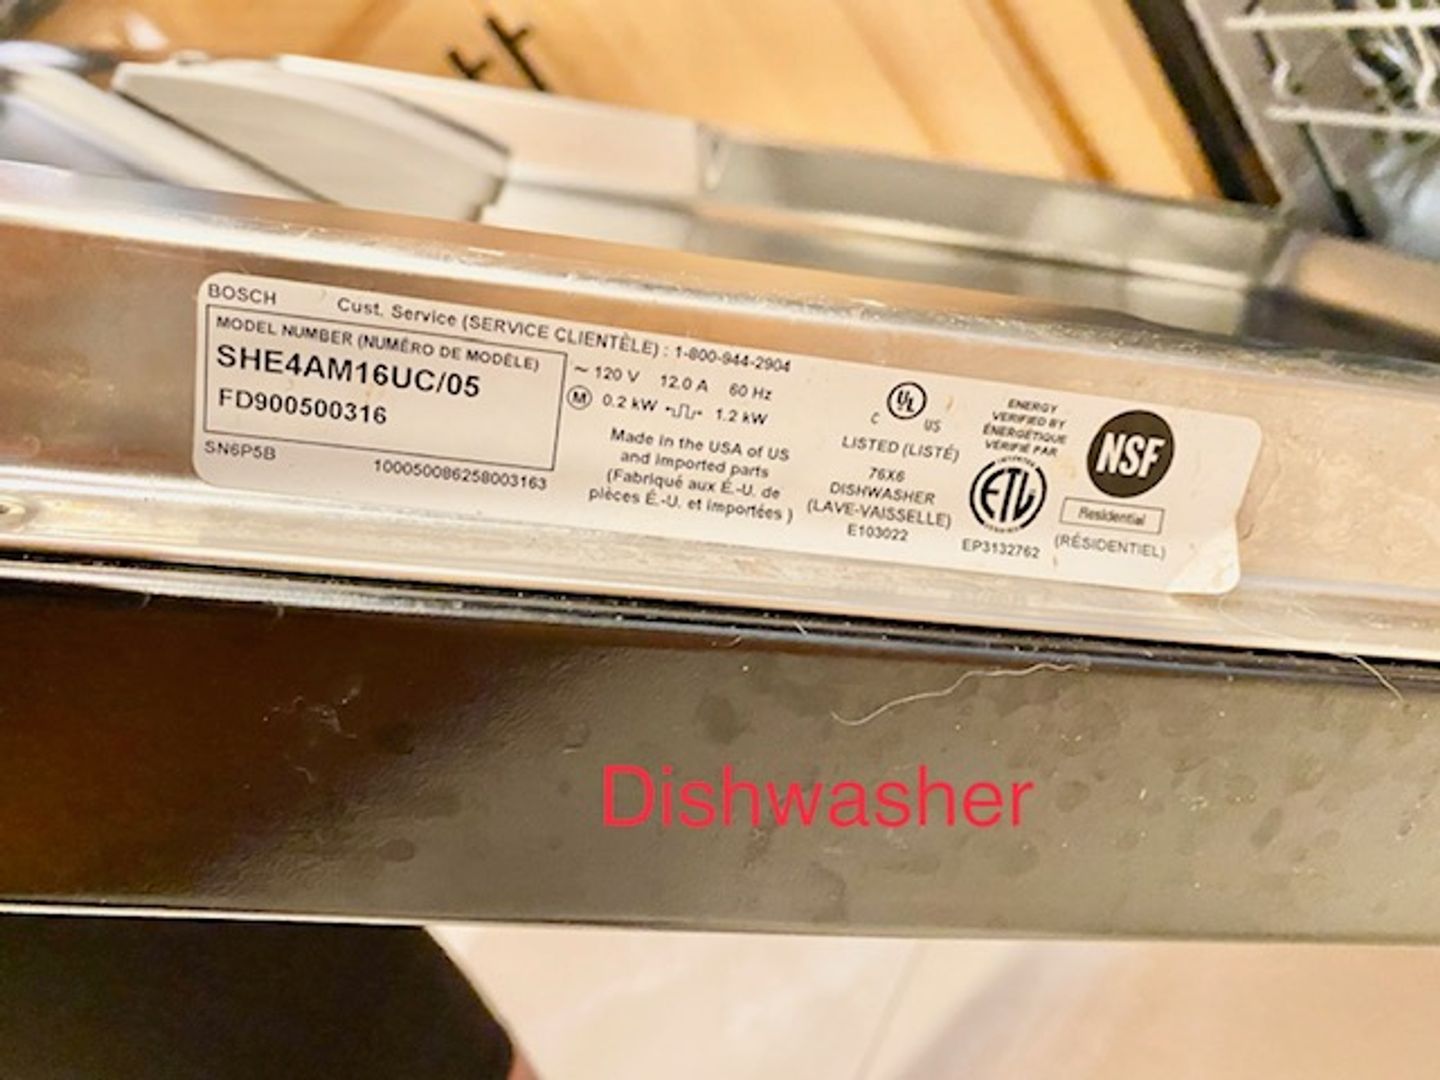 BOSCH
Cust. Service (SERVICE CLIENTÈLE) : 1-800-944-2904
MODEL NUMBER (NUMÉRO DE MODÈLE)
SHE4AM16UC/05
FD900500316
SN6P5B
100050086258003163
~ 120 V 12.0 A 60 Hz
M 0.2 kW 1.2 kW
Made in the USA of US
and imported parts
(Fabriqué aux É.-U. de
pièces É.-U. et importées )
C UL US
LISTED (LISTÉ)
76X6
DISHWASHER
(LAVE-VAISSELLE)
E103022
ENERGY
VERIFIED BY
ÉNERGÉTIQUE
VÉRIFIÉ PAR
ETL
EP3132762
NSF
Residential
(RÉSIDENTIEL)
Dishwasher